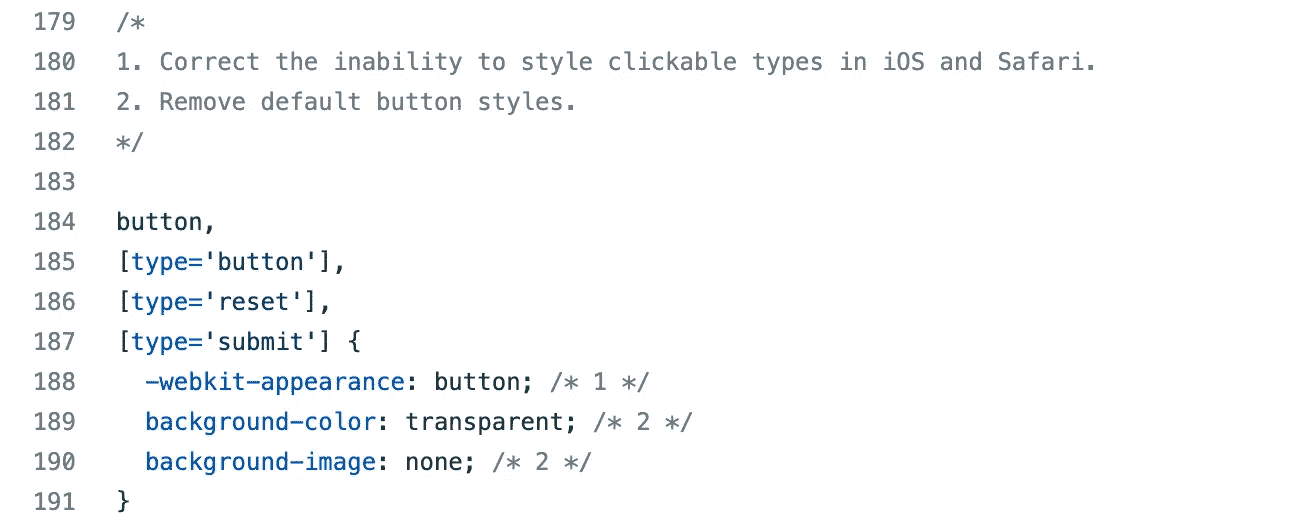 179 /*
180 1. Correct the inability to style clickable types in iOS and Safari.
181 2. Remove default button styles.
182 */
183
184 button,
185 [type='button'],
186 [type='reset'],
187 [type='submit'] {
188   -webkit-appearance: button; /* 1 */
189   background-color: transparent; /* 2 */
190   background-image: none; /* 2 */
191 }